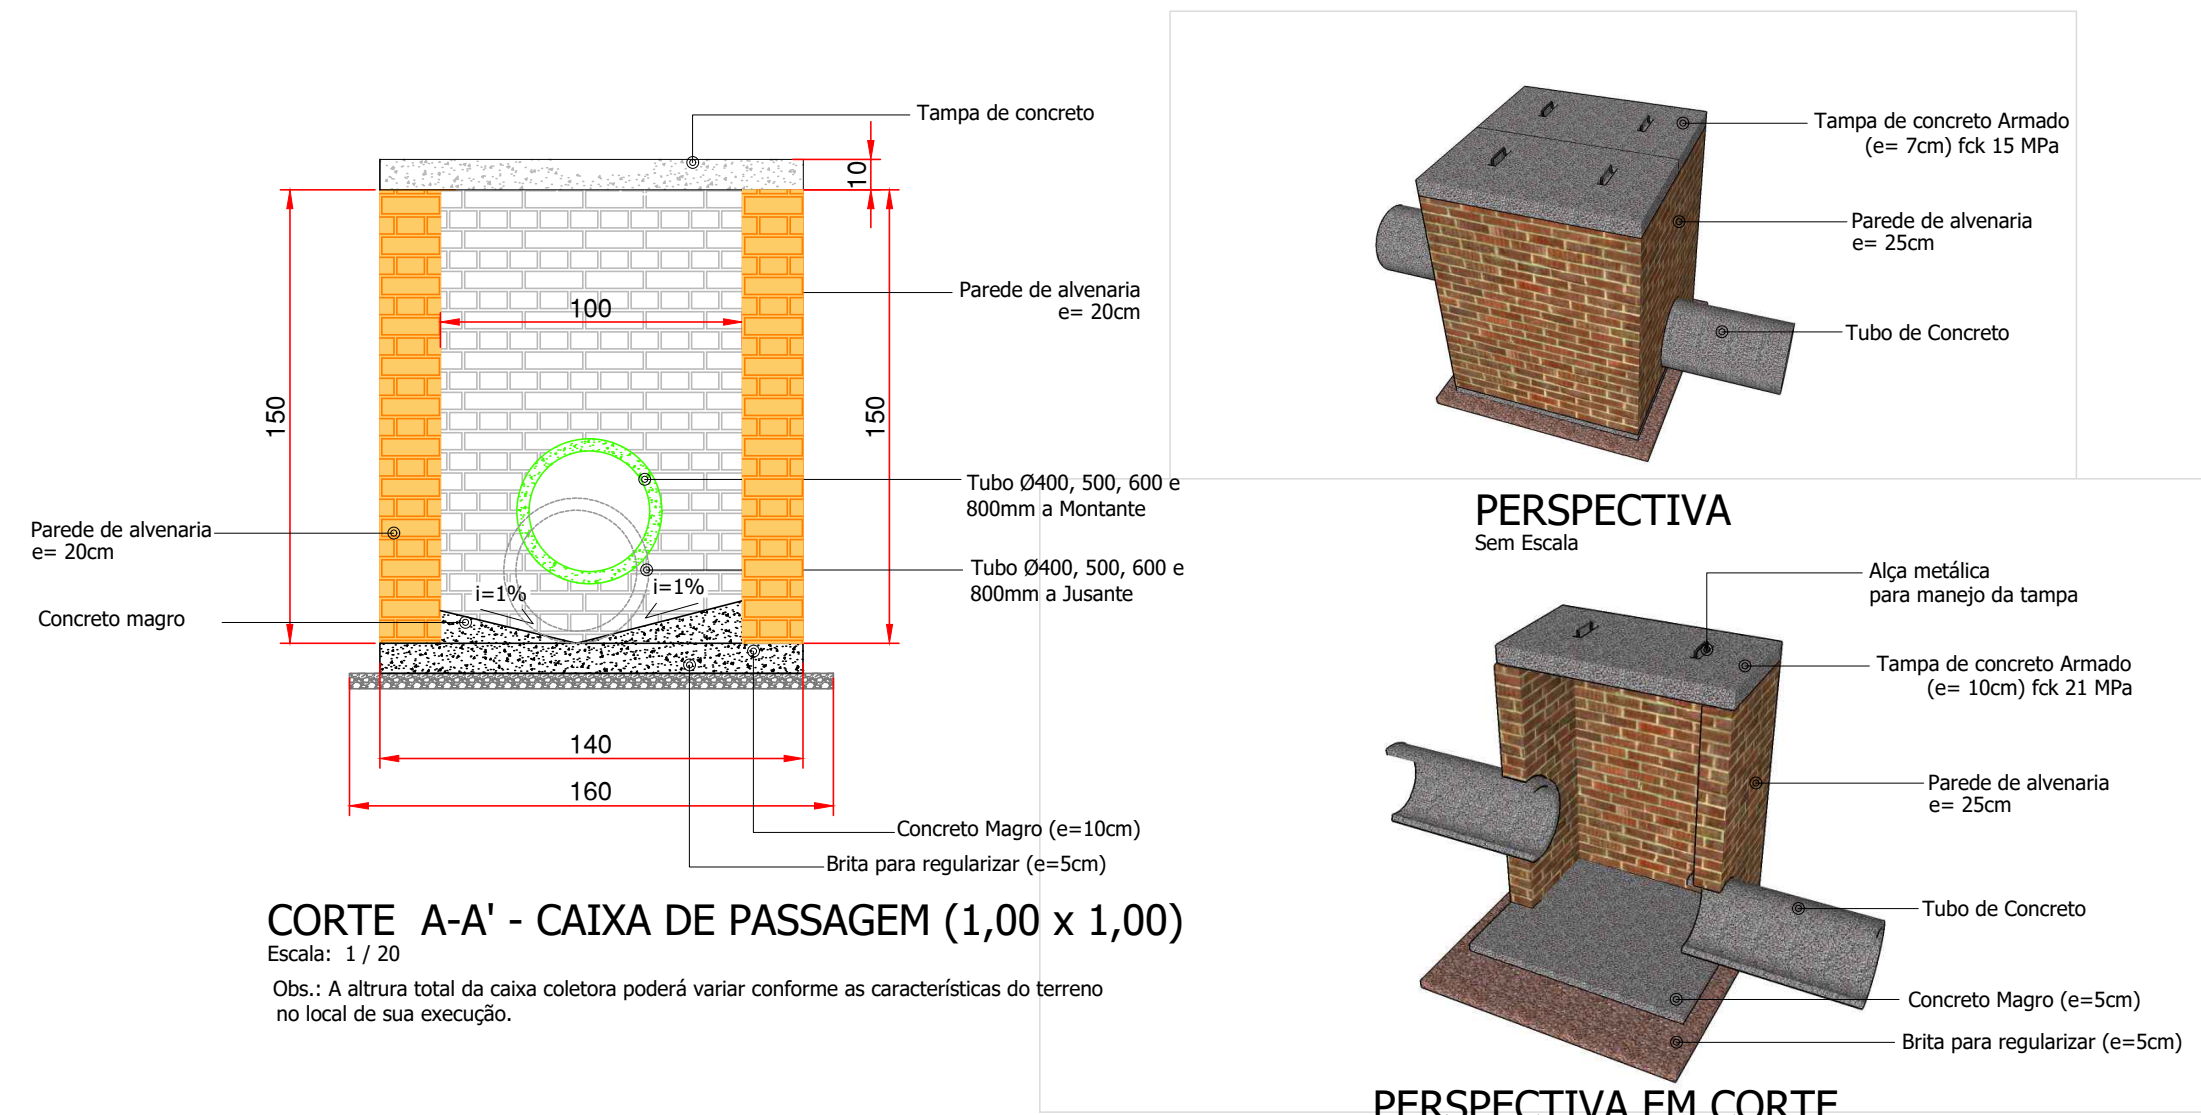 Tampa de concreto
10
150
100
150
Parede de alvenaria
e= 20cm
Tubo Ø400, 500, 600 e
800mm a Montante
Parede de alvenaria
e= 20cm
Tubo Ø400, 500, 600 e
800mm a Jusante
i=1%
i=1%
Concreto magro
140
160
Concreto Magro (e=10cm)
Brita para regularizar (e=5cm)
CORTE A-A' - CAIXA DE PASSAGEM (1,00 x 1,00)
Escala: 1 / 20
Obs.: A altrura total da caixa coletora poderá variar conforme as características do terreno
no local de sua execução.
Tampa de concreto Armado
(e= 7cm) fck 15 MPa
Parede de alvenaria
e= 25cm
Tubo de Concreto
PERSPECTIVA
Sem Escala
Alça metálica
para manejo da tampa
Tampa de concreto Armado
(e= 10cm) fck 21 MPa
Parede de alvenaria
e= 25cm
Tubo de Concreto
Concreto Magro (e=5cm)
Brita para regularizar (e=5cm)
PERSPECTIVA EM CORTE